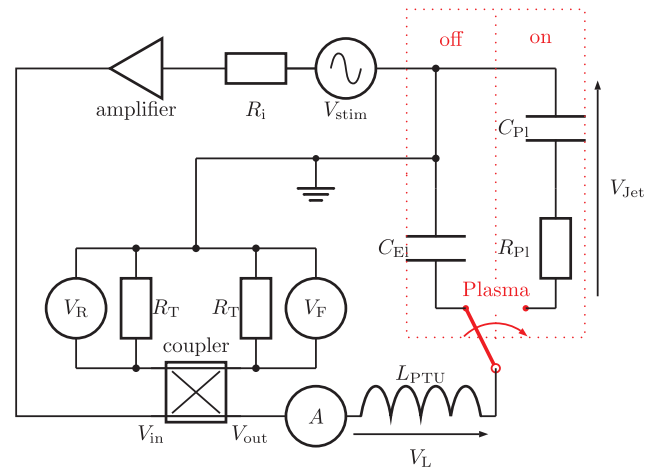 off
on
amplifier
R_i
V_stim
C_Pl
V_Jet
C_El
R_Pl
Plasma
V_R
R_T
R_T
V_F
coupler
L_PTU
A
V_in
V_out
V_L